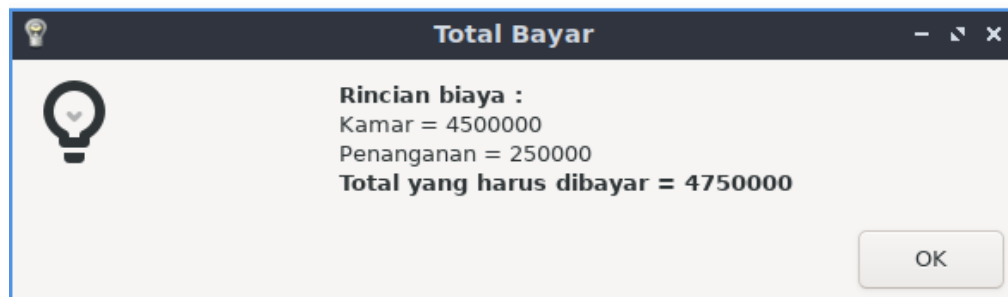 Total Bayar
Rincian biaya :
Kamar = 4500000
Penanganan = 250000
Total yang harus dibayar = 4750000
OK